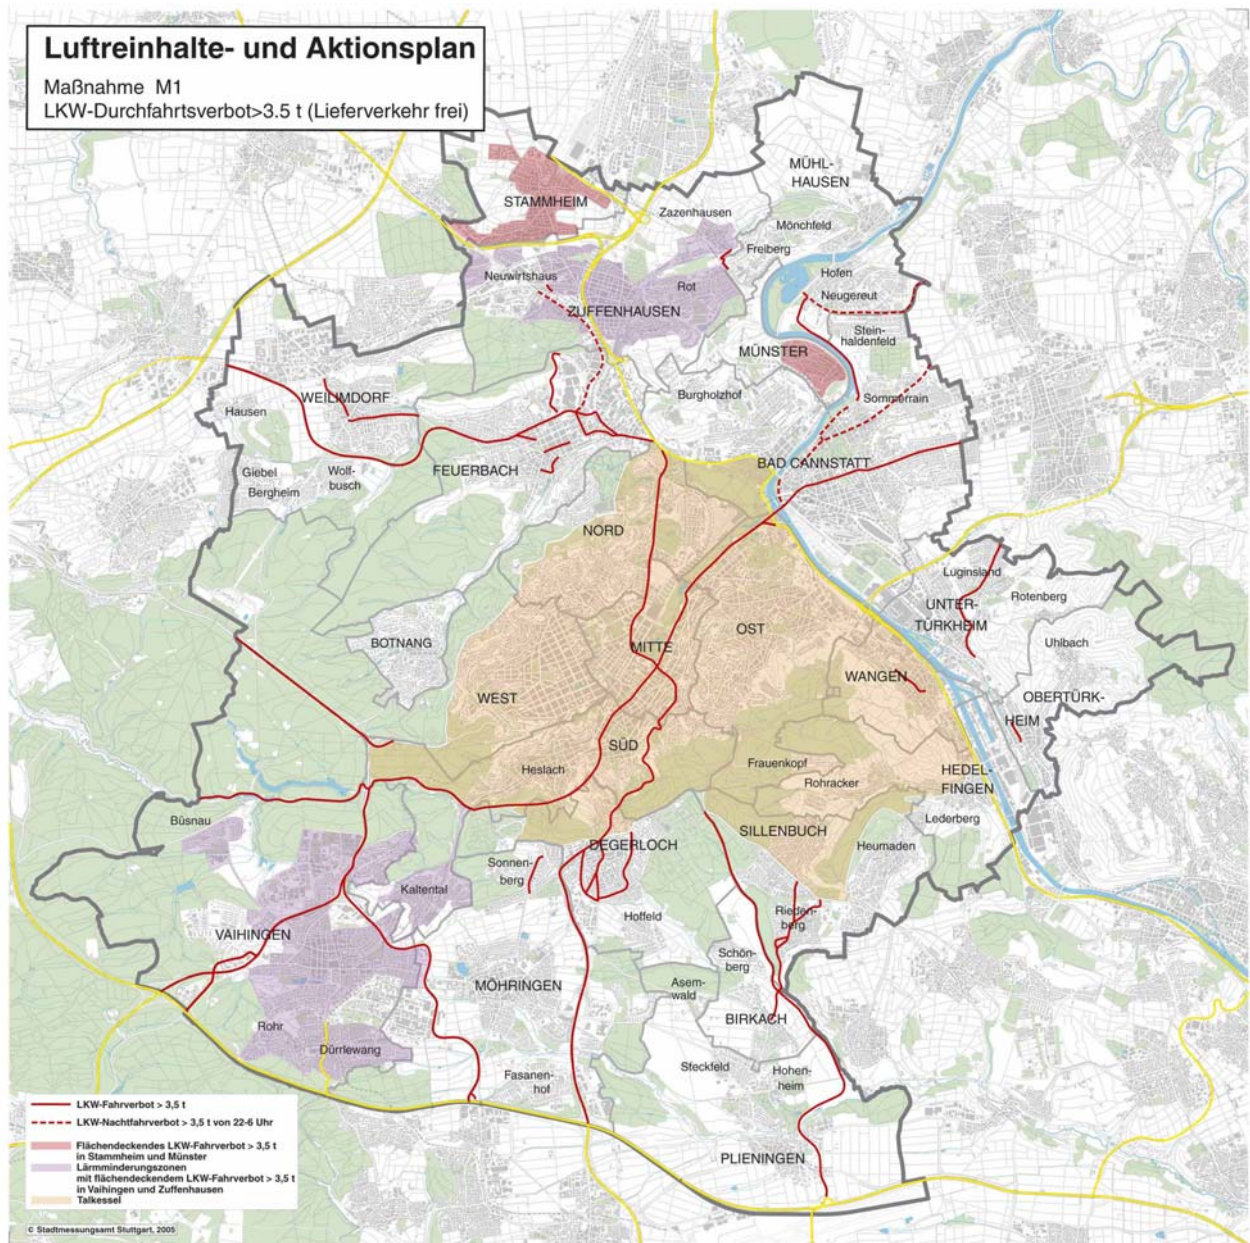 Luftreinhalte- und Aktionsplan
Maßnahme M1
LKW-Durchfahrtsverbot>3.5 t (Lieferverkehr frei)
MÜHL-
HAUSEN
STAMMHEIM
Zazenhausen
Mönchfeld
Freiberg
Hofen
Neuwirtshaus
Rot
Neugereut
ZUFFENHAUSEN
Stein-
haldenfeld
MÜNSTER
Burgholzhof
Sommerrain
WEILIMDORF
Hausen
FEUERBACH
BAD CANNSTATT
Giebel
Wolf-
busch
Bergheim
NORD
Luginsland
Rotenberg
UNTER-
TÜRKHEIM
OST
BOTNANG
MITTE
Uhlbach
WANGEN
WEST
OBERTÜRK-
HEIM
SÜD
Frauenkopf
Heslach
Rohracker
HEDEL-
FINGEN
Büsnau
Lederberg
SILLENBUCH
DEGERLOCH
Heumaden
Sonnen-
berg
Kaltental
Hoffeld
Rieden-
berg
VAIHINGEN
Schön-
berg
MÖHRINGEN
Asem-
wald
BIRKACH
Rohr
Dürrlewang
Steckfeld
Hohen-
heim
Fasanen-
hof
PLIENINGEN
LKW-Fahrverbot > 3,5 t
LKW-Nachtfahrverbot > 3,5 t von 22-6 Uhr
Flächendeckendes LKW-Fahrverbot > 3,5 t
in Stammheim und Münster
Lärmminderungszonen
mit flächendeckendem LKW-Fahrverbot > 3,5 t
in Vaihingen und Zuffenhausen
Talkessel
© Stadtmessungsamt Stuttgart, 2005